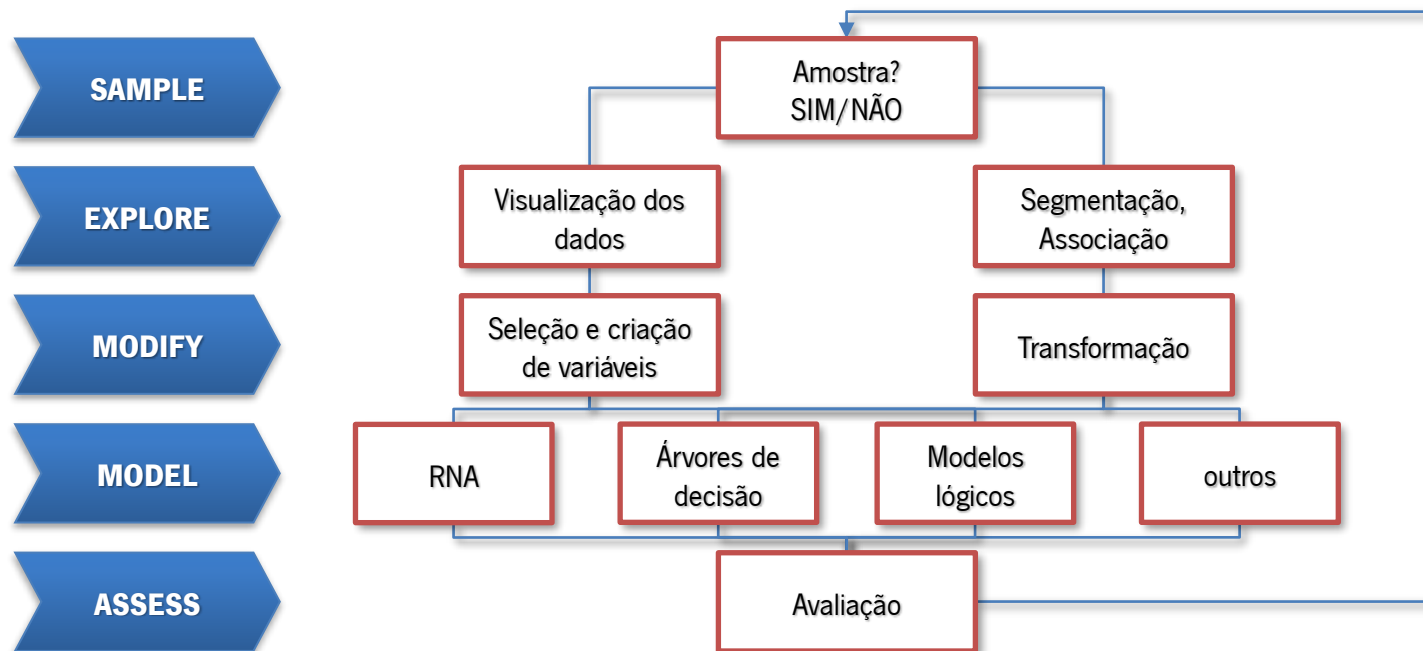 SAMPLE
Amostra?
SIM/NÃO
EXPLORE
Visualização dos
dados
Segmentação,
Associação
MODIFY
Seleção e criação
de variáveis
Transformação
MODEL
RNA
Árvores de
decisão
Modelos
lógicos
outros
ASSESS
Avaliação